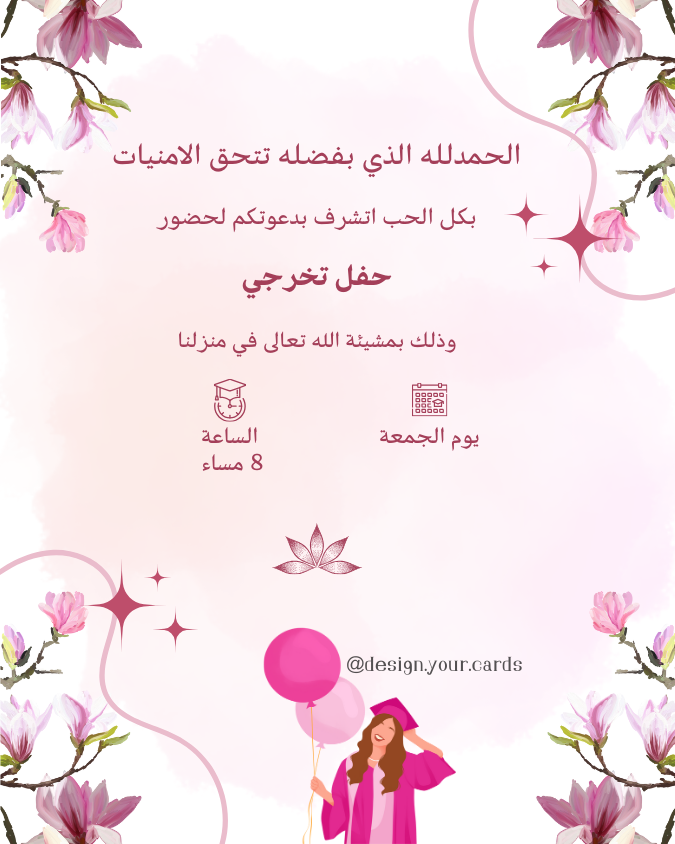 الحمدلله الذي بفضله تتحق الامنيات
بكل الحب اتشرف بدعوتكم لحضور
حفل تخرجي
وذلك بمشيئة الله تعالى في منزلنا
يوم الجمعة
الساعة
8 مساء
@design.your.cards